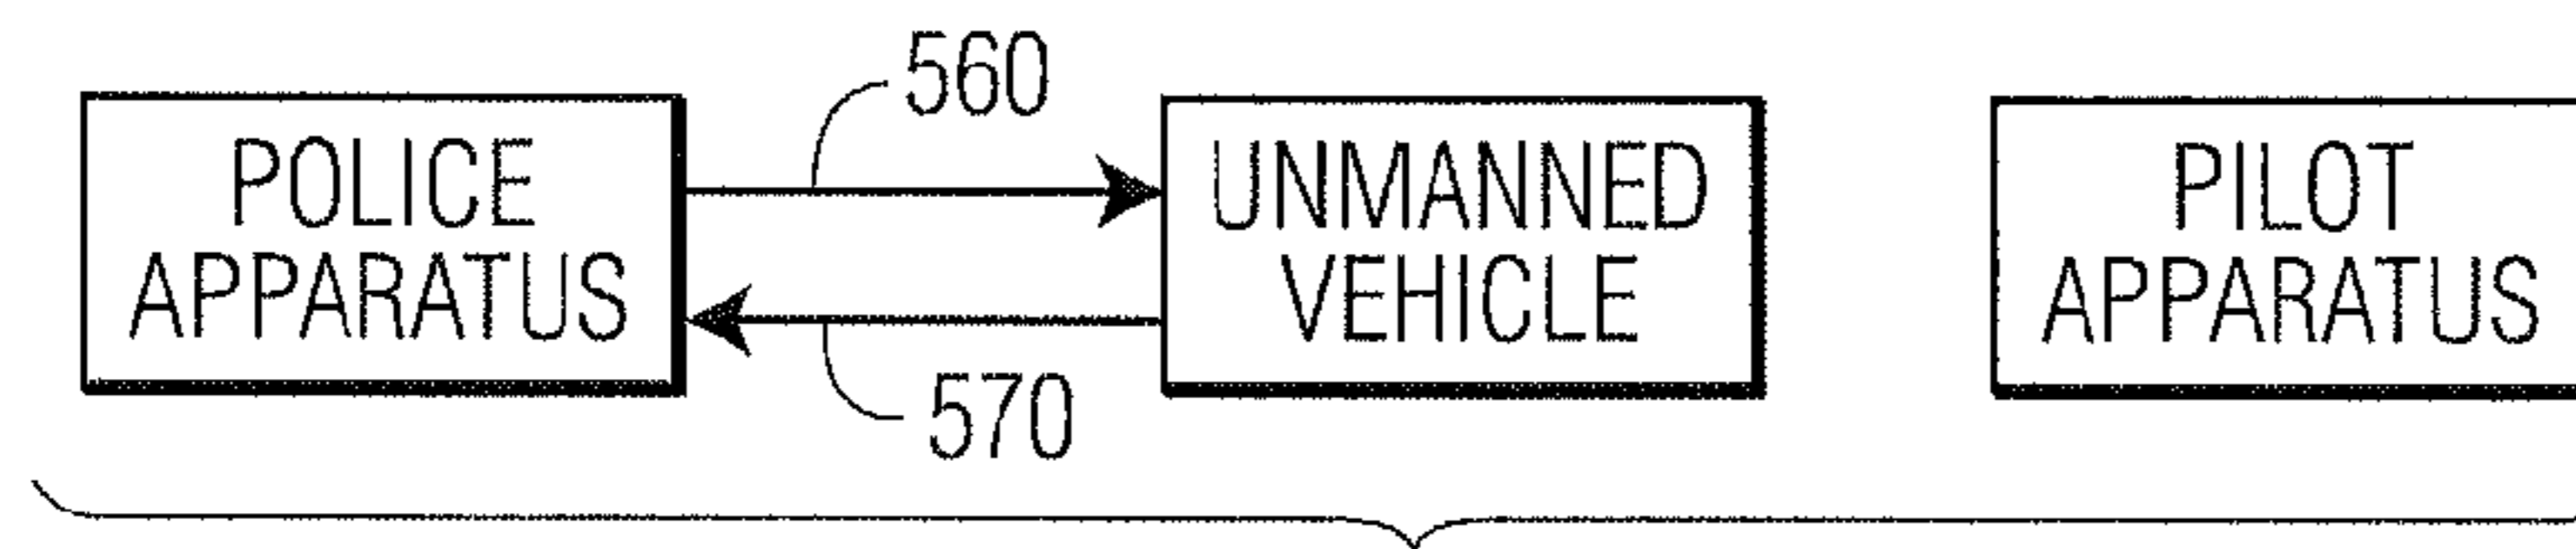 560
POLICE
APPARATUS
UNMANNED
VEHICLE
PILOT
APPARATUS
570